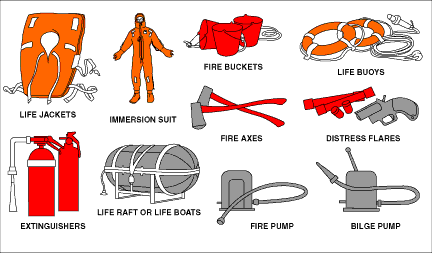 FIRE BUCKETS
LIFE BUOYS
LIFE JACKETS
IMMERSION SUIT
FIRE AXES
DISTRESS FLARES
EXTINGUISHERS
LIFE RAFT OR LIFE BOATS
FIRE PUMP
BILGE PUMP